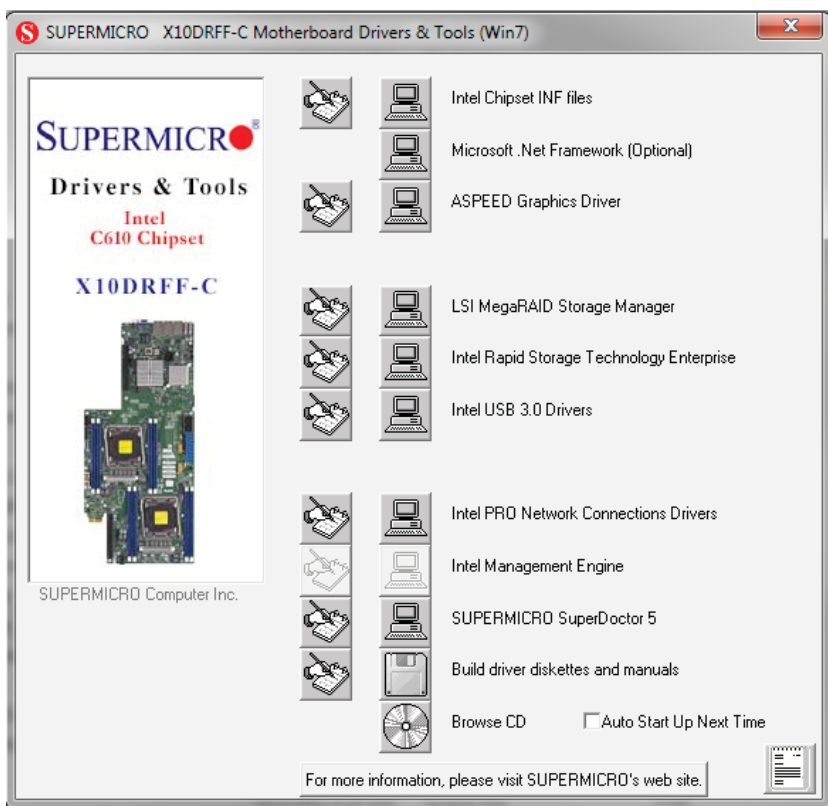 SUPERMICRO X10DRFF-C Motherboard Drivers & Tools (Win7)
SUPERMICRO®
Drivers & Tools
Intel
C610 Chipset
X10DRFF-C
SUPERMICRO Computer Inc.
Intel Chipset INF files
Microsoft .Net Framework (Optional)
ASPEED Graphics Driver
LSI MegaRAID Storage Manager
Intel Rapid Storage Technology Enterprise
Intel USB 3.0 Drivers
Intel PRO Network Connections Drivers
Intel Management Engine
SUPERMICRO SuperDoctor 5
Build driver diskettes and manuals
Browse CD Auto Start Up Next Time
For more information, please visit SUPERMICRO's web site.